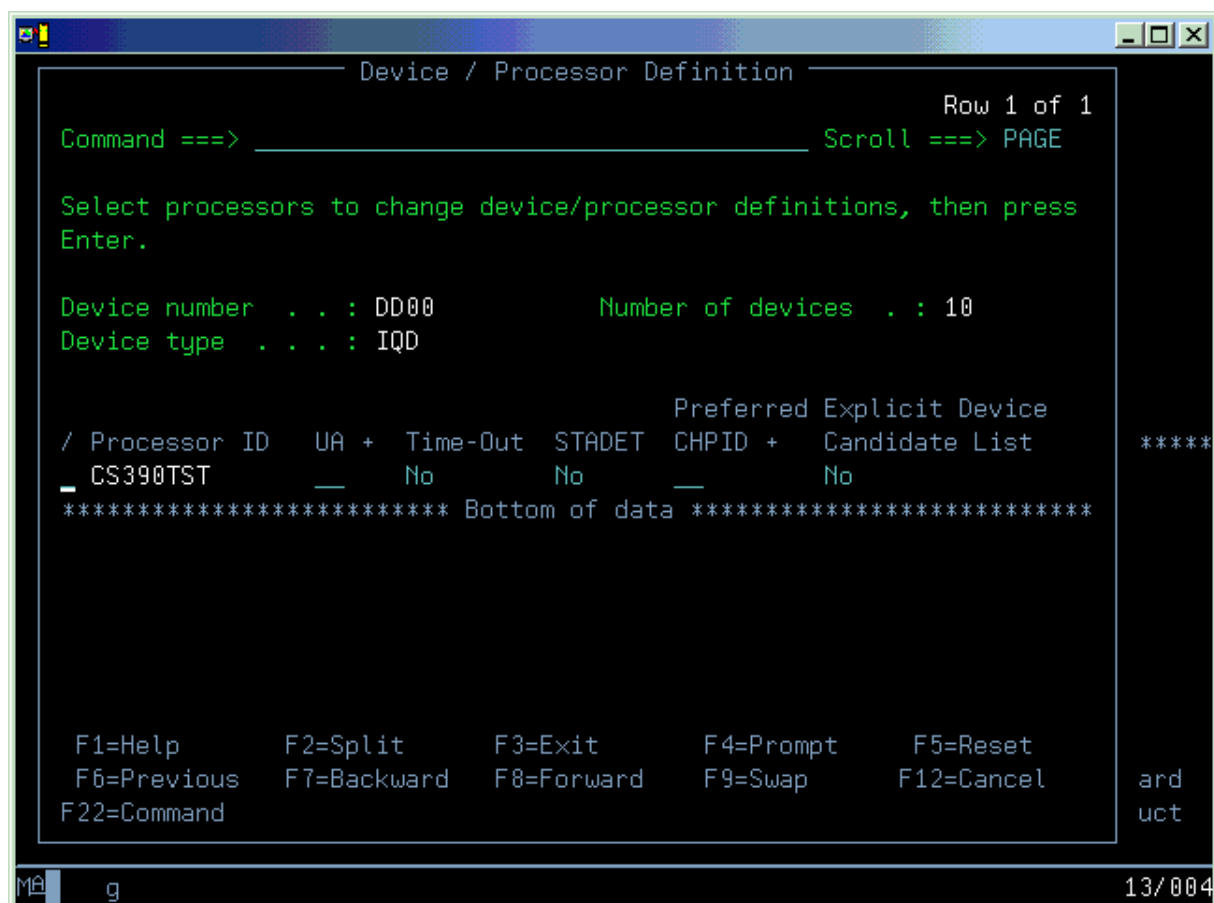 Device / Processor Definition
Row 1 of 1
Command ===> ______________________________________ Scroll ===> PAGE
Select processors to change device/processor definitions, then press
Enter.
Device number . . : DD00 Number of devices . : 10
Device type . . . : IQD
Preferred Explicit Device
/ Processor ID UA + Time-Out STADET CHPID + Candidate List *****
_ CS390TST __ No No __ No
************************** Bottom of data ***************************
F1=Help F2=Split F3=Exit F4=Prompt F5=Reset
F6=Previous F7=Backward F8=Forward F9=Swap F12=Cancel ard
F22=Command uct
MA g 13/004